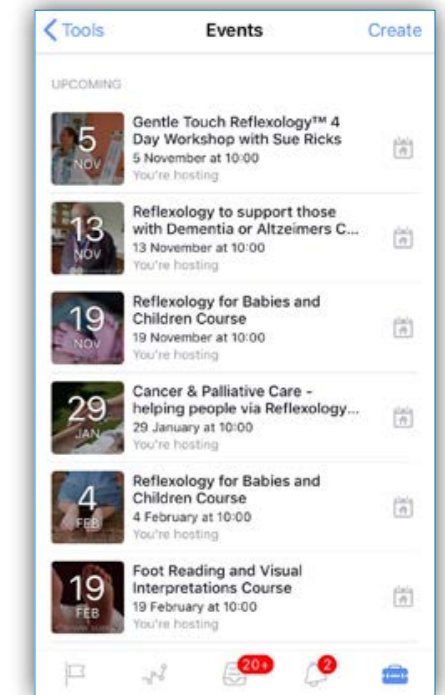 Tools Events Create
UPCOMING
5
NOV
Gentle Touch Reflexology™ 4
Day Workshop with Sue Ricks
5 November at 10:00
You're hosting
13
NOV
Reflexology to support those
with Dementia or Altzeimers C...
13 November at 10:00
You're hosting
19
NOV
Reflexology for Babies and
Children Course
19 November at 10:00
You're hosting
29
JAN
Cancer & Palliative Care -
helping people via Reflexology...
29 January at 10:00
You're hosting
4
FEB
Reflexology for Babies and
Children Course
4 February at 10:00
You're hosting
19
FEB
Foot Reading and Visual
Interpretations Course
19 February at 10:00
You're hosting
20+ 2